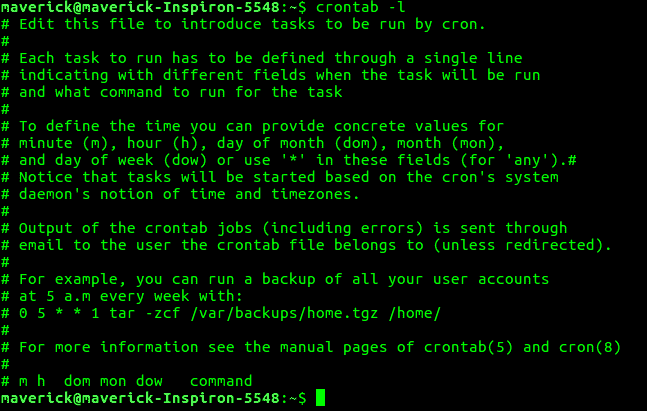 maverick@maverick-Inspiron-5548:~$ crontab -l
# Edit this file to introduce tasks to be run by cron.
#
# Each task to run has to be defined through a single line
# indicating with different fields when the task will be run
# and what command to run for the task
#
# To define the time you can provide concrete values for
# minute (m), hour (h), day of month (dom), month (mon),
# and day of week (dow) or use '*' in these fields (for 'any').#
# Notice that tasks will be started based on the cron's system
# daemon's notion of time and timezones.
#
# Output of the crontab jobs (including errors) is sent through
# email to the user the crontab file belongs to (unless redirected).
#
# For example, you can run a backup of all your user accounts
# at 5 a.m every week with:
# 0 5 * * 1 tar -zcf /var/backups/home.tgz /home/
#
# For more information see the manual pages of crontab(5) and cron(8)
#
# m h  dom mon dow   command
maverick@maverick-Inspiron-5548:~$